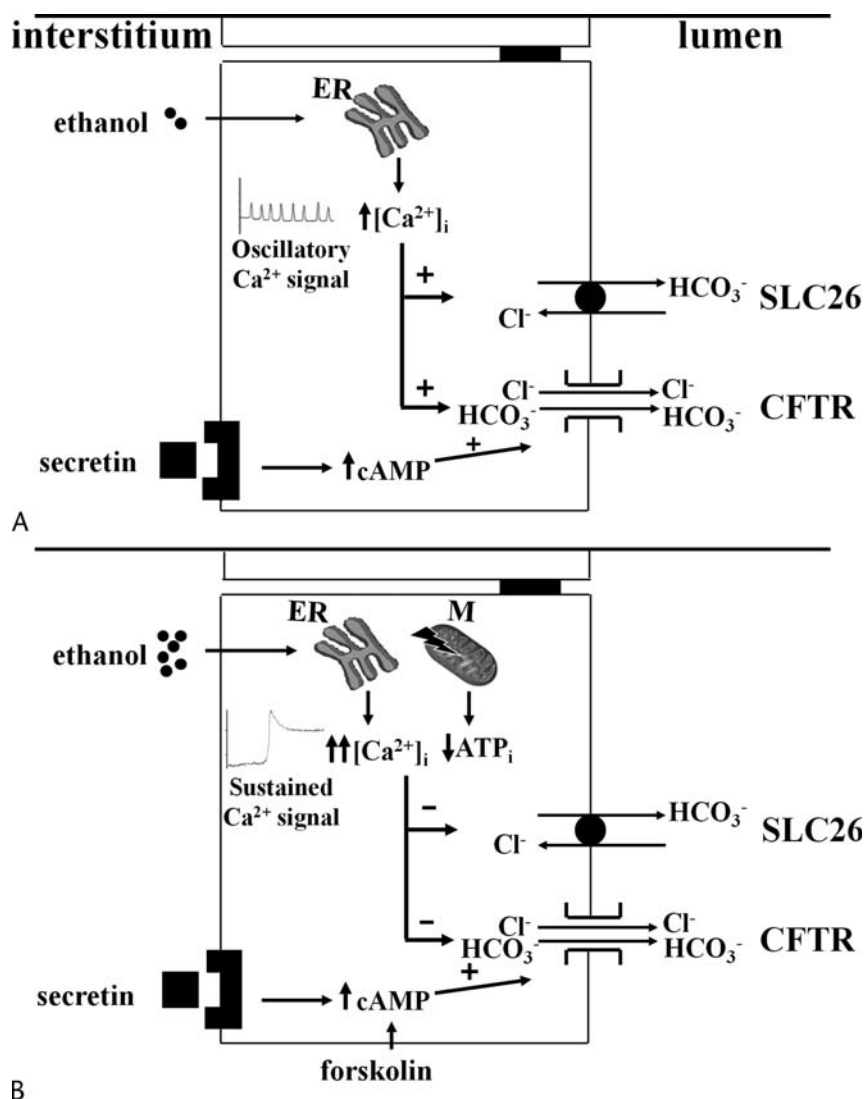 interstitium lumen
ER
ethanol
↑[Ca²⁺]ᵢ
Oscillatory
Ca²⁺ signal
+
HCO₃⁻
SLC26
Cl⁻
+
Cl⁻ Cl⁻
HCO₃⁻ HCO₃⁻
CFTR
+
secretin ↑cAMP
A
ER M
ethanol
↑↑[Ca²⁺]ᵢ ↓ATPᵢ
Sustained
Ca²⁺ signal
−
HCO₃⁻
SLC26
Cl⁻
−
Cl⁻ Cl⁻
HCO₃⁻ HCO₃⁻
CFTR
+
secretin ↑cAMP
forskolin
B